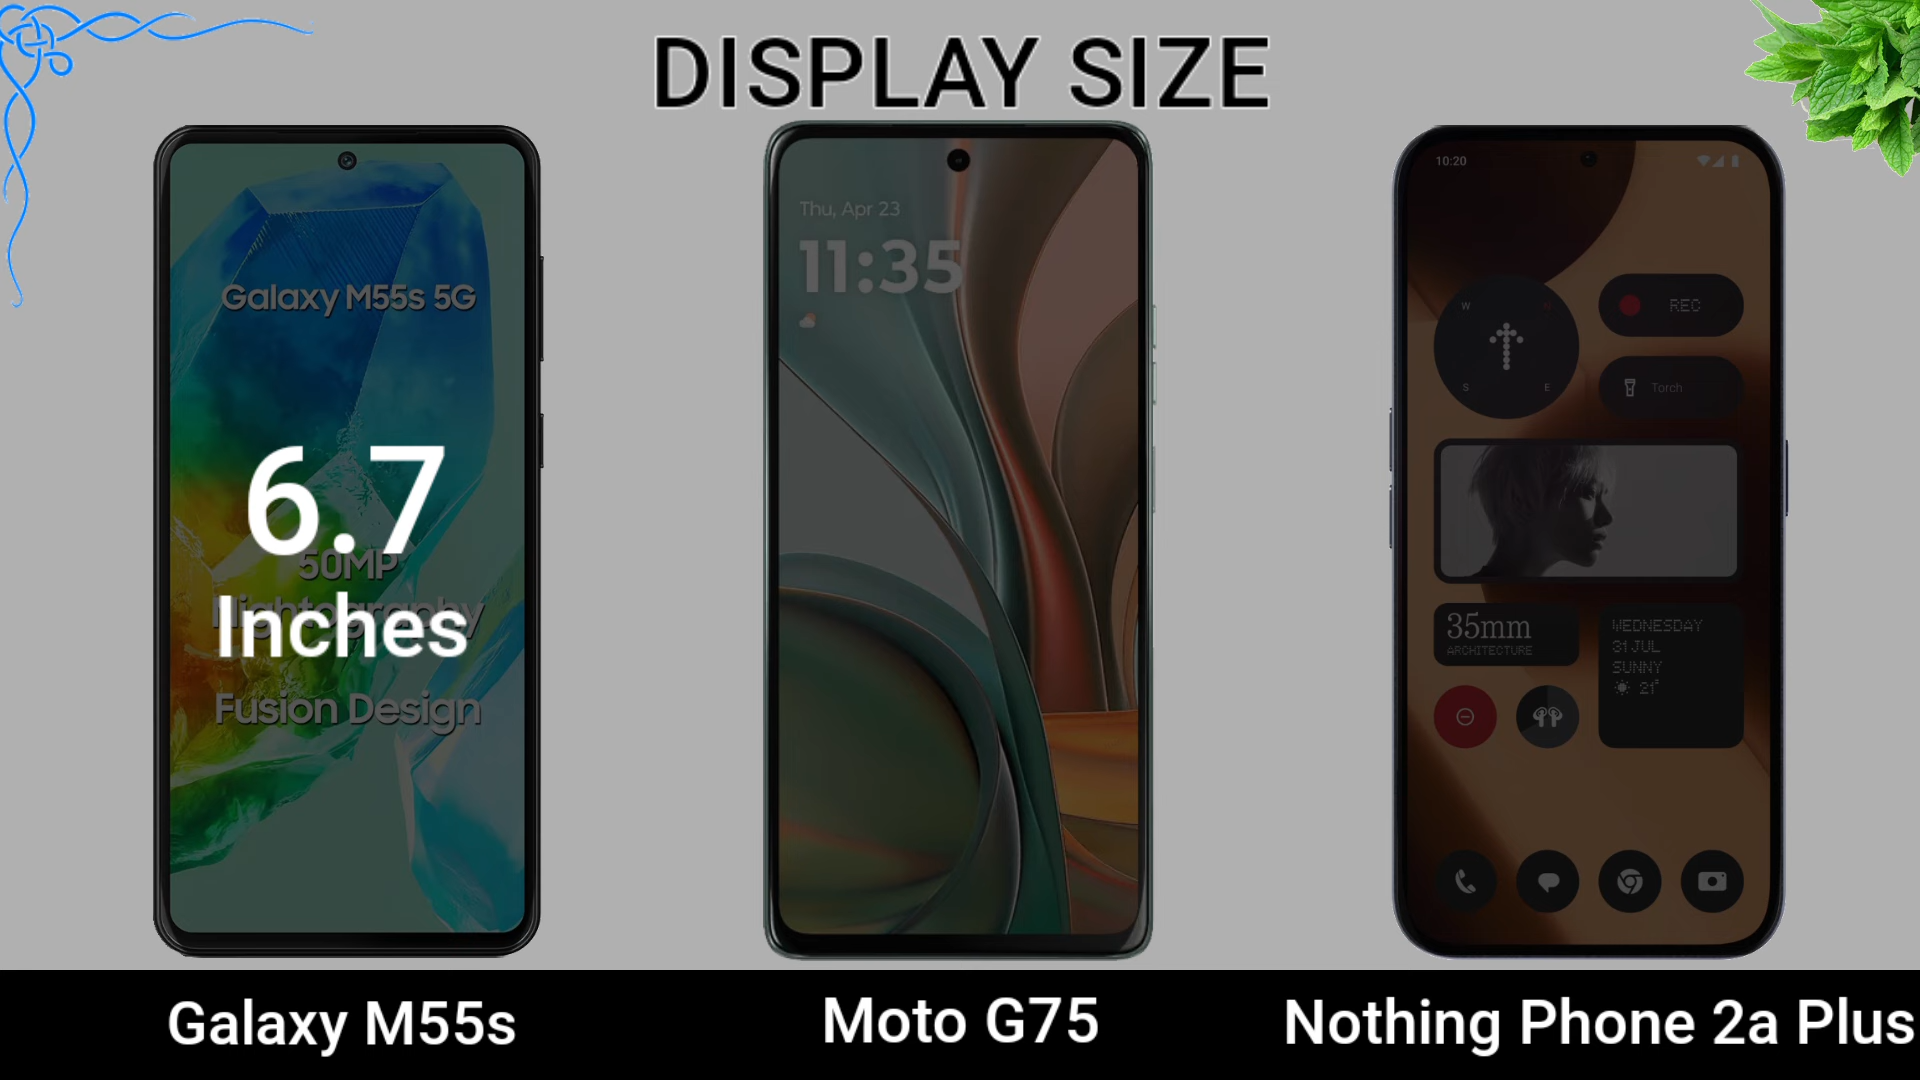 DISPLAY SIZE
Galaxy M55s 5G
6.7
50MP
Nightography
Inches
Fusion Design
Thu, Apr 23
11:35
10:20
W
N
S
E
REC
Torch
35mm
ARCHITECTURE
WEDNESDAY
31 JUL
SUNNY
21°
Galaxy M55s
Moto G75
Nothing Phone 2a Plus